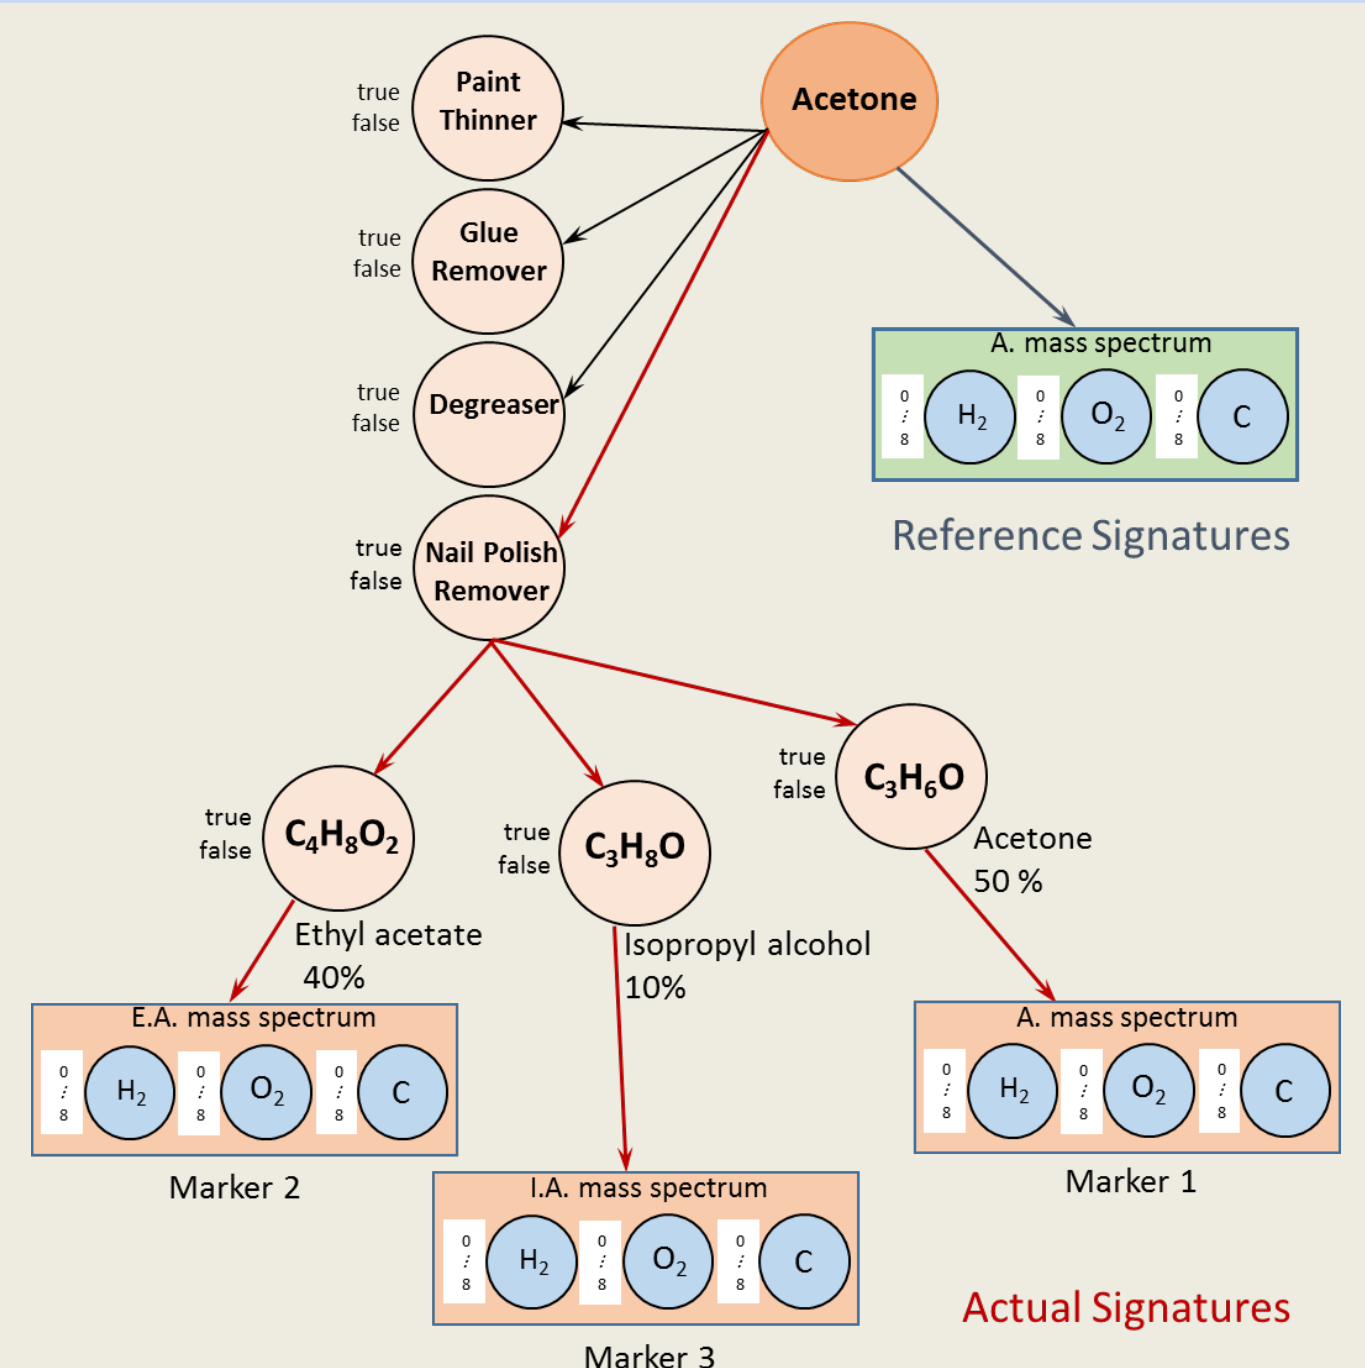 Acetone
true
false
Paint
Thinner
true
false
Glue
Remover
true
false
Degreaser
true
false
Nail Polish
Remover
A. mass spectrum
0
⋮
8
H₂
0
⋮
8
O₂
0
⋮
8
C
Reference Signatures
true
false
C₄H₈O₂
Ethyl acetate
40%
true
false
C₃H₈O
Isopropyl alcohol
10%
true
false
C₃H₆O
Acetone
50 %
E.A. mass spectrum
0
⋮
8
H₂
0
⋮
8
O₂
0
⋮
8
C
Marker 2
I.A. mass spectrum
0
⋮
8
H₂
0
⋮
8
O₂
0
⋮
8
C
Marker 3
A. mass spectrum
0
⋮
8
H₂
0
⋮
8
O₂
0
⋮
8
C
Marker 1
Actual Signatures